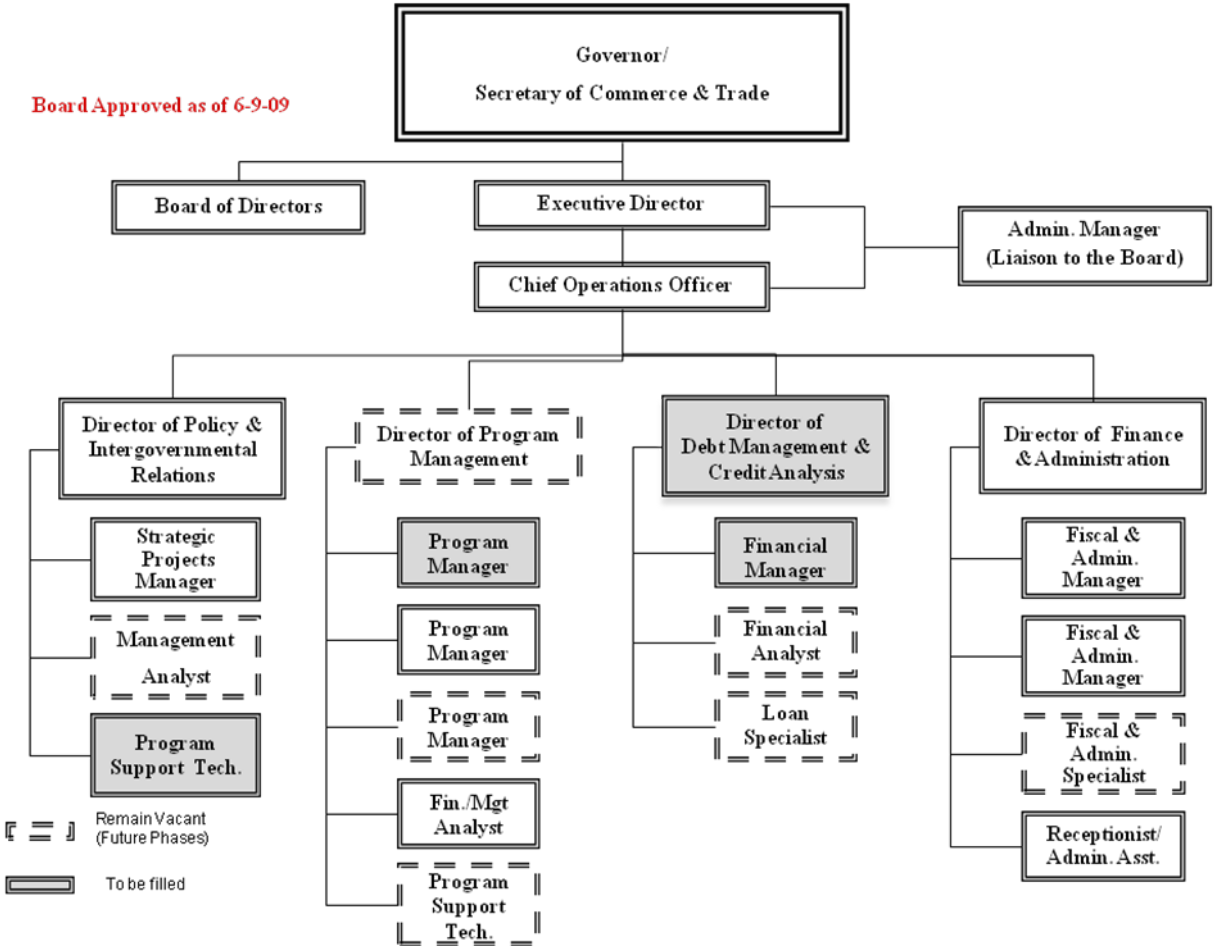 Governor/
Secretary of Commerce & Trade
Board Approved as of 6-9-09
Board of Directors
Executive Director
Admin. Manager
(Liaison to the Board)
Chief Operations Officer
Director of Policy &
Intergovernmental
Relations
Strategic
Projects
Manager
Management
Analyst
Program
Support Tech.
Director of Program
Management
Program
Manager
Program
Manager
Program
Manager
Fin./Mgt
Analyst
Program
Support
Tech.
Director of
Debt Management &
Credit Analysis
Financial
Manager
Financial
Analyst
Loan
Specialist
Director of Finance
& Administration
Fiscal &
Admin.
Manager
Fiscal &
Admin.
Manager
Fiscal &
Admin.
Specialist
Receptionist/
Admin. Asst.
Remain Vacant
(Future Phases)
To be filled